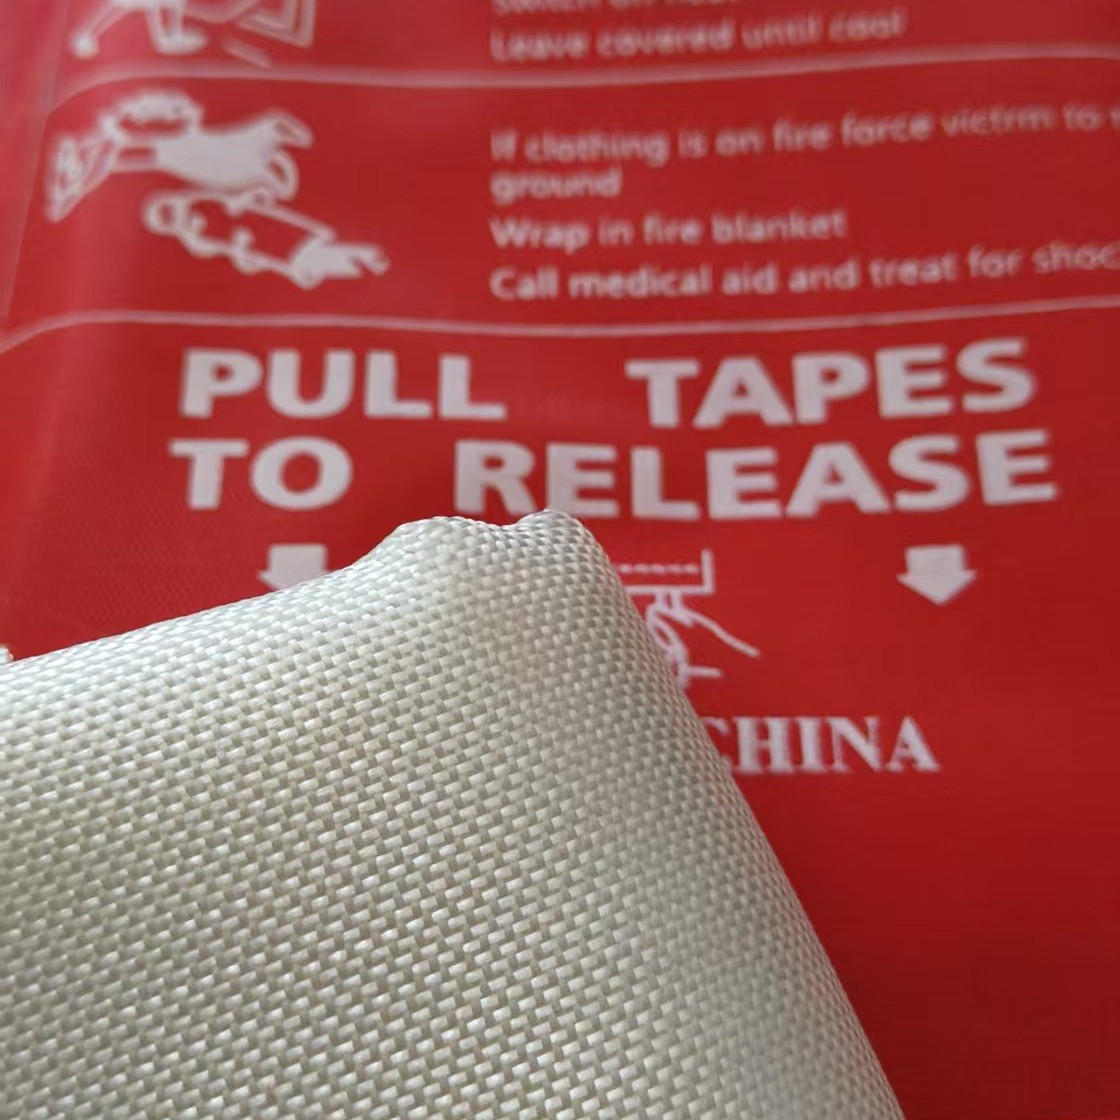 Leave covered until cool
If clothing is on fire force victrm to
ground
Wrap in fire blanket
Call medical aid and treat for shoc
PULL TAPES
TO RELEASE
CHINA